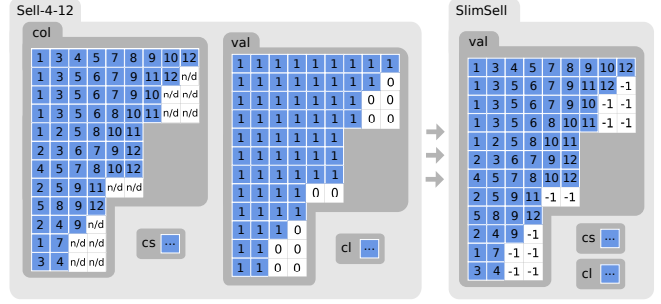 Sell-4-12
col
1 3 4 5 7 8 9 10 12
1 3 5 6 7 9 11 12 n/d
1 3 5 6 7 9 10 n/d n/d
1 3 5 6 8 10 11 n/d n/d
1 2 5 8 10 11
2 3 6 7 9 12
4 5 7 8 10 12
2 5 9 11 n/d n/d
5 8 9 12
2 4 9 n/d
1 7 n/d n/d
3 4 n/d n/d
cs ...
val
1 1 1 1 1 1 1 1 1
1 1 1 1 1 1 1 1 0
1 1 1 1 1 1 1 0 0
1 1 1 1 1 1 1 0 0
1 1 1 1 1 1
1 1 1 1 1 1
1 1 1 1 1 1
1 1 1 1 0 0
1 1 1 1
1 1 1 0
1 1 0 0
1 1 0 0
cl ...
SlimSell
val
1 3 4 5 7 8 9 10 12
1 3 5 6 7 9 11 12 -1
1 3 5 6 7 9 10 -1 -1
1 3 5 6 8 10 11 -1 -1
1 2 5 8 10 11
2 3 6 7 9 12
4 5 7 8 10 12
2 5 9 11 -1 -1
5 8 9 12
2 4 9 -1
1 7 -1 -1
3 4 -1 -1
cs ...
cl ...